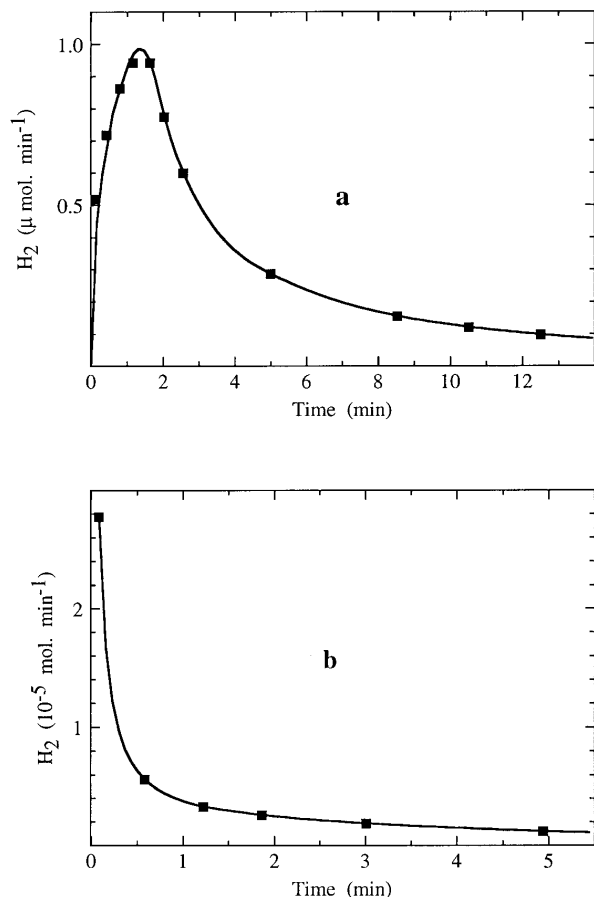 1.0
0.5
H2 (μ mol. min-1)
a
0 2 4 6 8 10 12
Time (min)
2
1
H2 (10-5 mol. min-1)
b
0 1 2 3 4 5
Time (min)